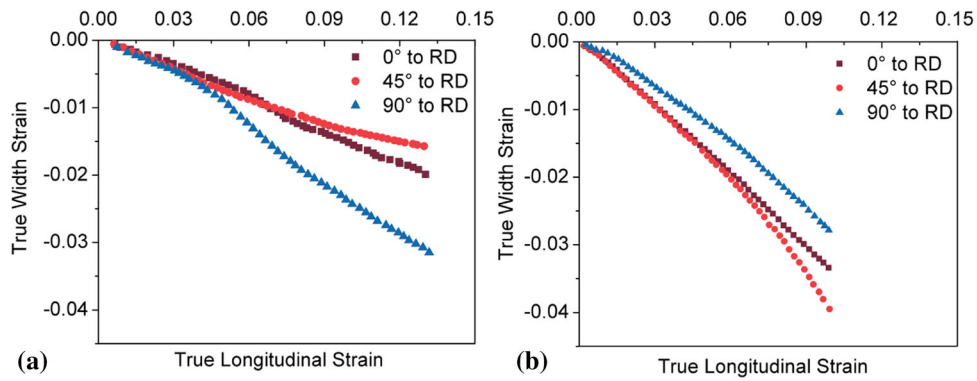 0.00 0.03 0.06 0.09 0.12 0.15
0.00
-0.01
-0.02
-0.03
-0.04
True Width Strain
0° to RD
45° to RD
90° to RD
(a)
True Longitudinal Strain
0.00 0.03 0.06 0.09 0.12 0.15
0.00
-0.01
-0.02
-0.03
-0.04
True Width Strain
0° to RD
45° to RD
90° to RD
(b)
True Longitudinal Strain